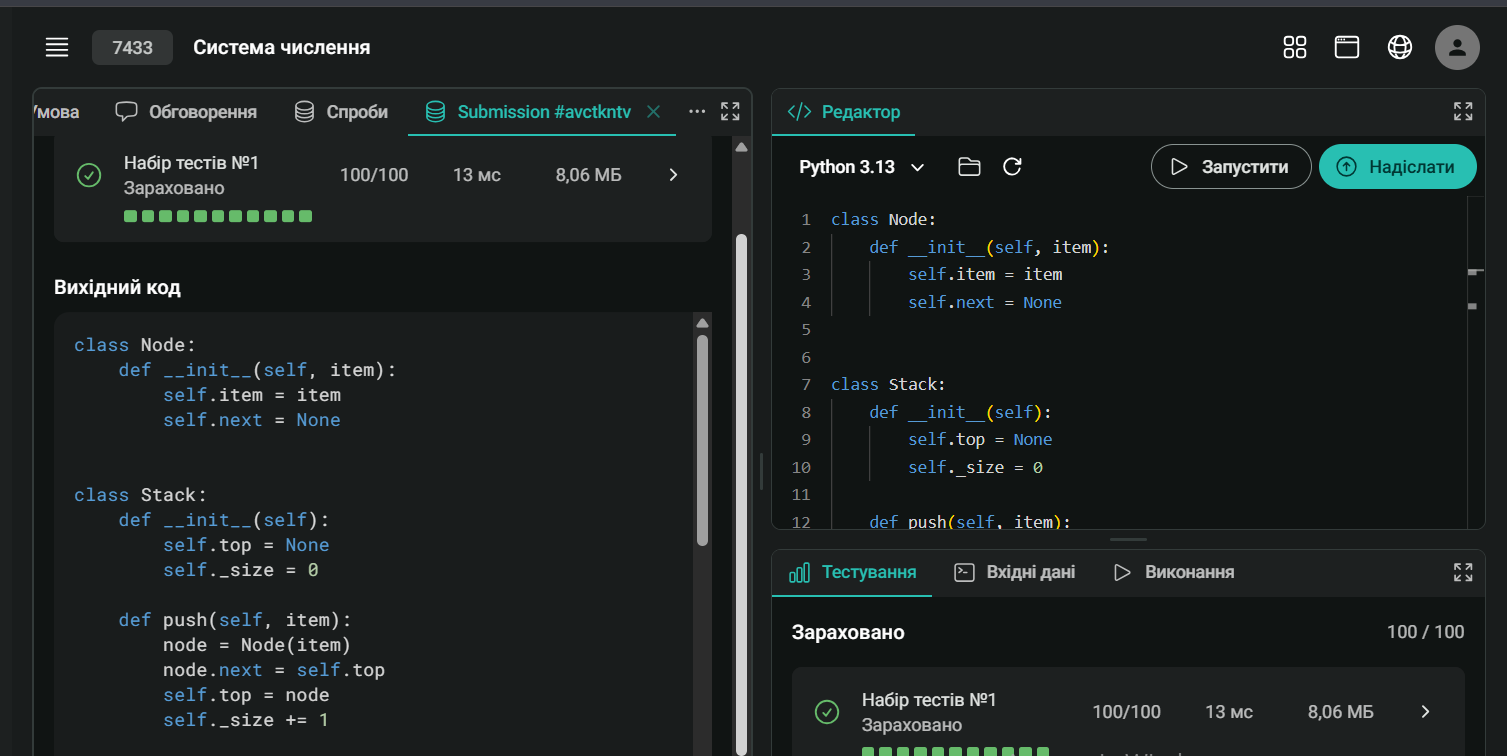 7433 Система числення
Умова Обговорення Спроби Submission #avctkntv
Набір тестів №1 100/100 13 мс 8,06 МБ
Зараховано
Вихідний код
class Node:
    def __init__(self, item):
        self.item = item
        self.next = None
class Stack:
    def __init__(self):
        self.top = None
        self._size = 0
    def push(self, item):
        node = Node(item)
        node.next = self.top
        self.top = node
        self._size += 1
</> Редактор
Python 3.13 Запустити Надіслати
1 class Node:
2     def __init__(self, item):
3         self.item = item
4         self.next = None
5
6
7 class Stack:
8     def __init__(self):
9         self.top = None
10         self._size = 0
11
12     def push(self, item):
Тестування Вхідні дані Виконання
Зараховано 100 / 100
Набір тестів №1 100/100 13 мс 8,06 МБ
Зараховано